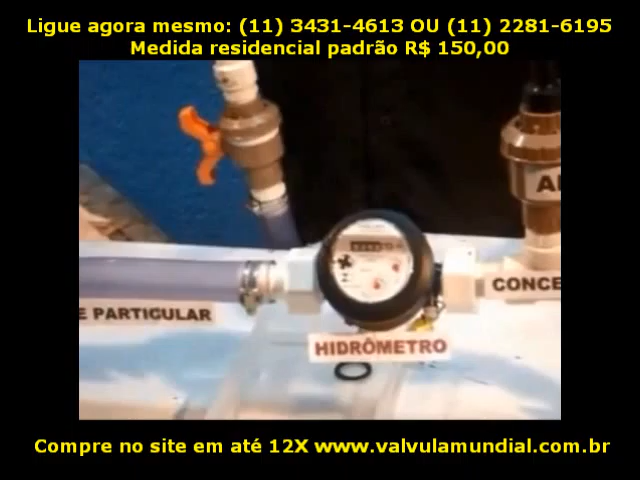 Ligue agora mesmo: (11) 3431-4613 OU (11) 2281-6195
Medida residencial padrão R$ 150,00
E PARTICULAR
HIDRÔMETRO
CONCE
Compre no site em até 12X www.valvulamundial.com.br